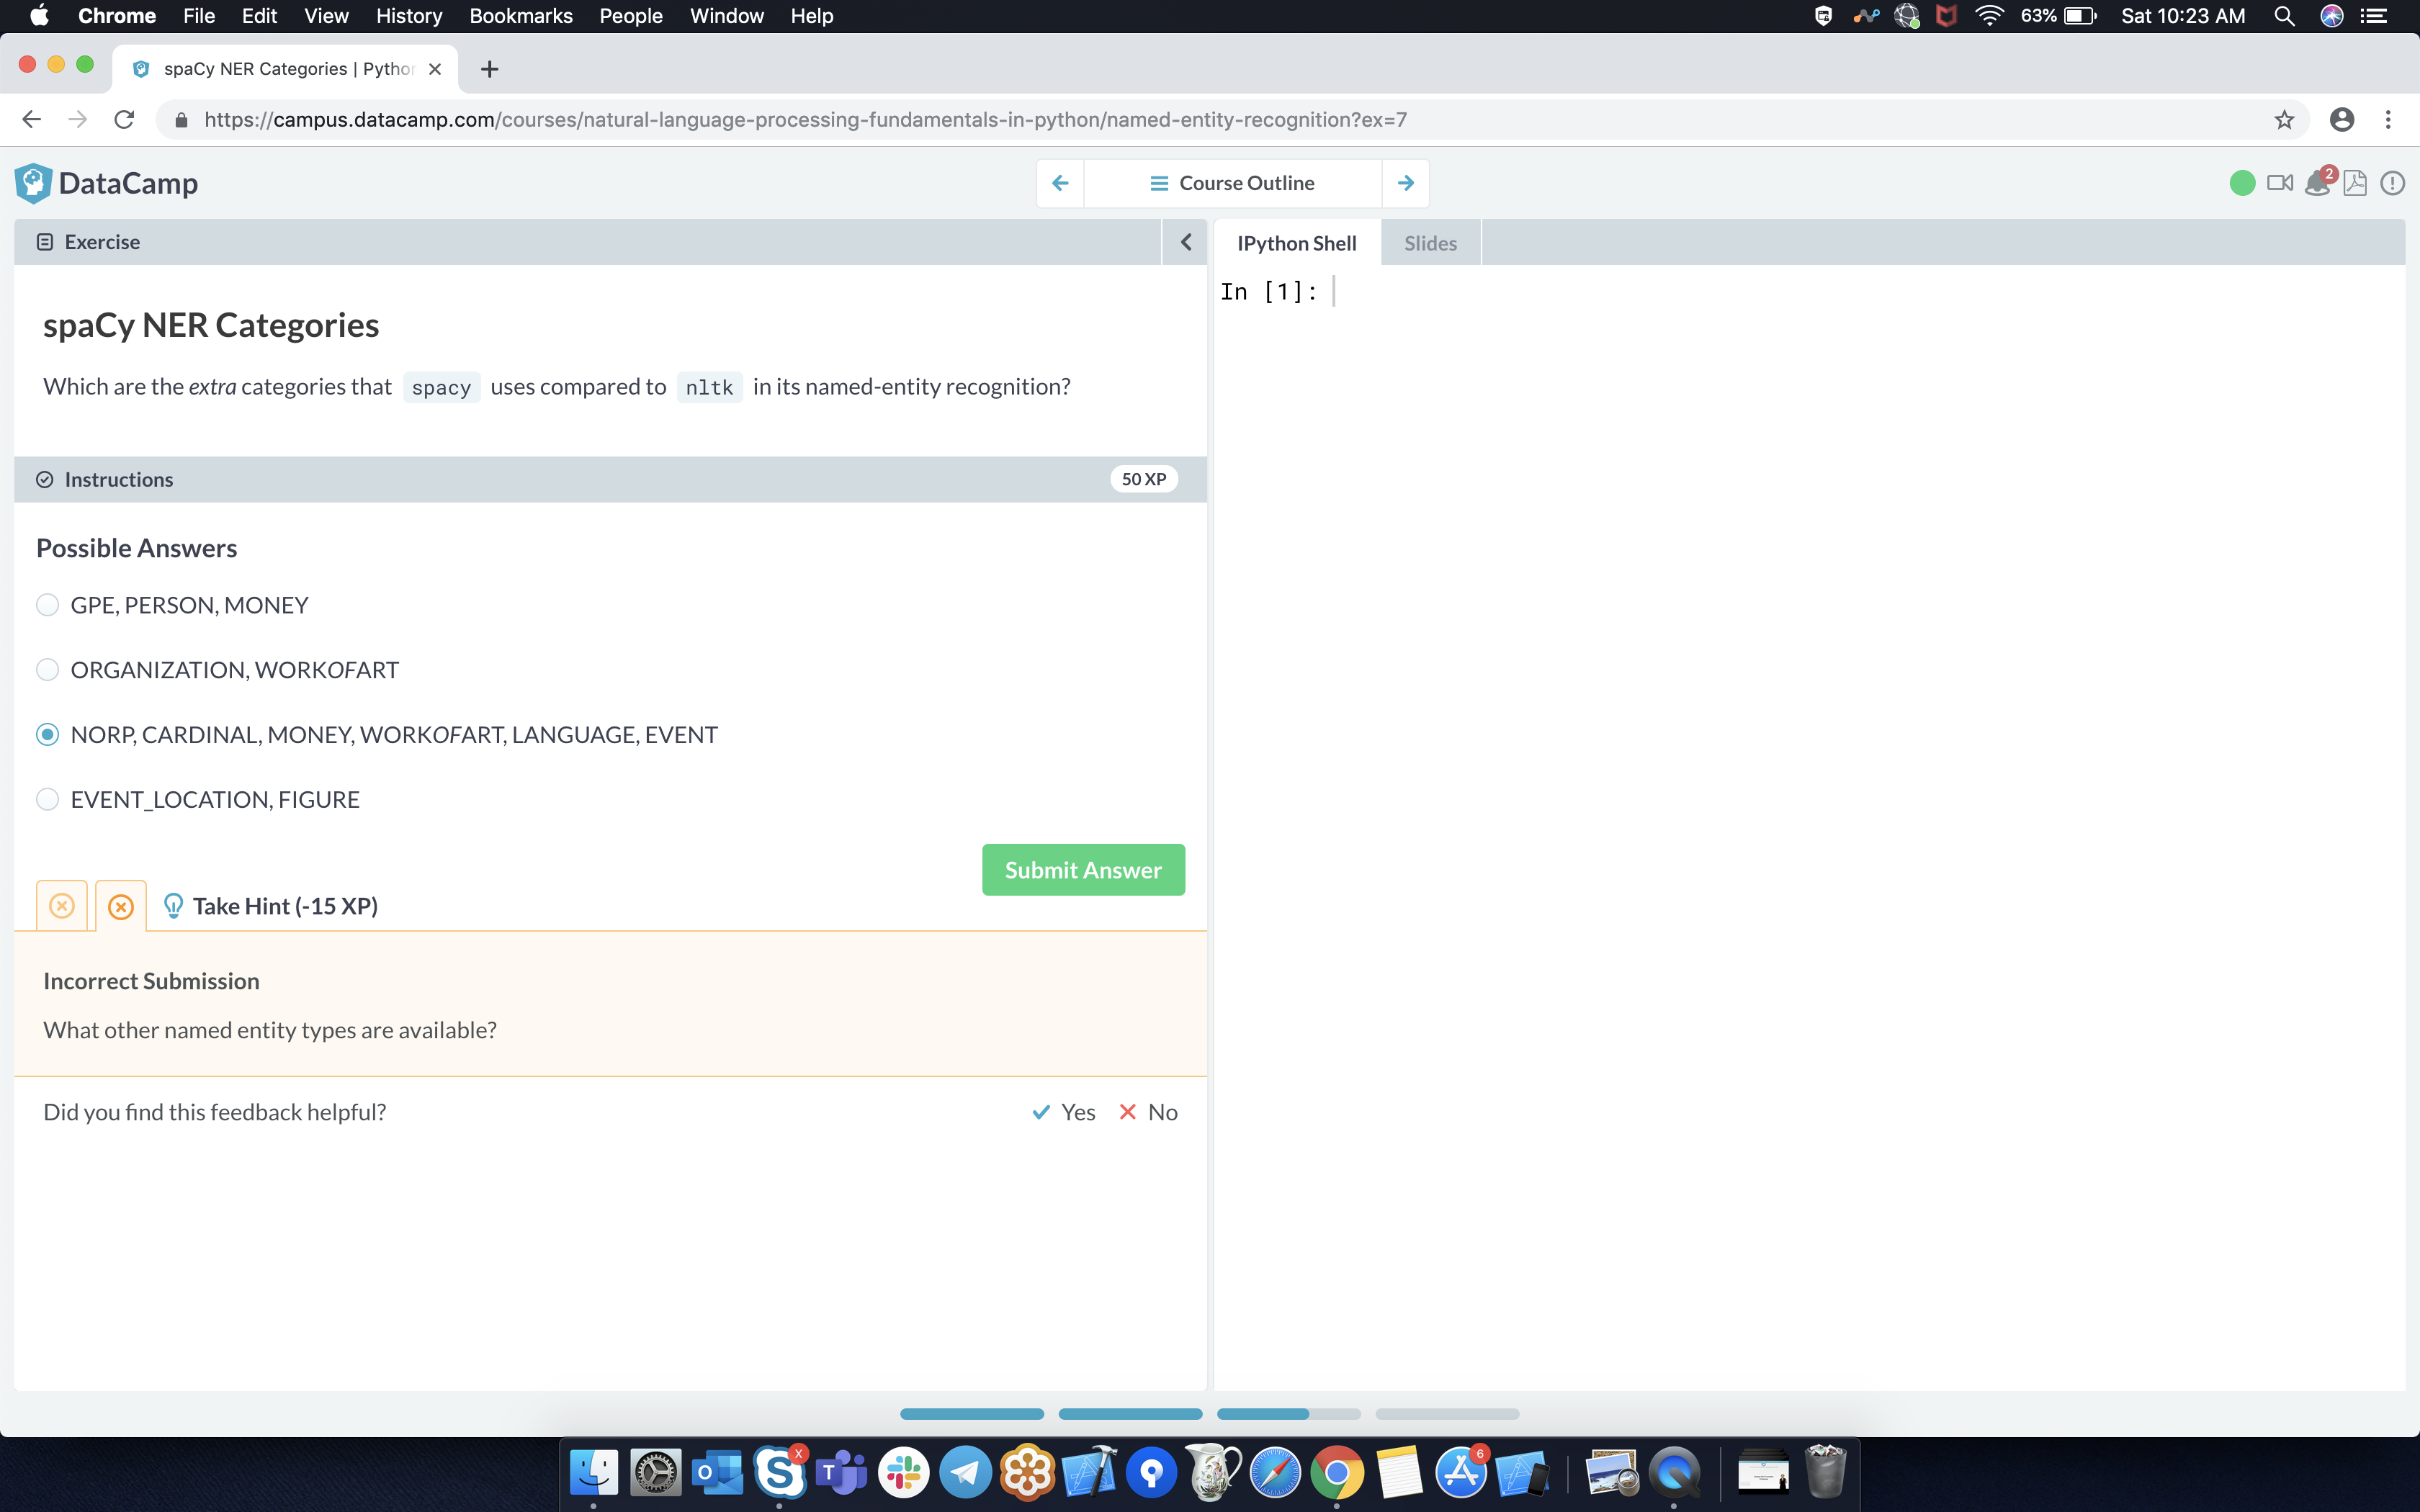 Chrome File Edit View History Bookmarks People Window Help 63% Sat 10:23 AM
spaCy NER Categories | Pytho
https://campus.datacamp.com/courses/natural-language-processing-fundamentals-in-python/named-entity-recognition?ex=7
DataCamp Course Outline 2
Exercise
IPython Shell Slides
In [1]:
spaCy NER Categories
Which are the extra categories that spacy uses compared to nltk in its named-entity recognition?
Instructions 50 XP
Possible Answers
GPE, PERSON, MONEY
ORGANIZATION, WORKOFART
NORP, CARDINAL, MONEY, WORKOFART, LANGUAGE, EVENT
EVENT_LOCATION, FIGURE
Submit Answer
Take Hint (-15 XP)
Incorrect Submission
What other named entity types are available?
Did you find this feedback helpful? Yes No